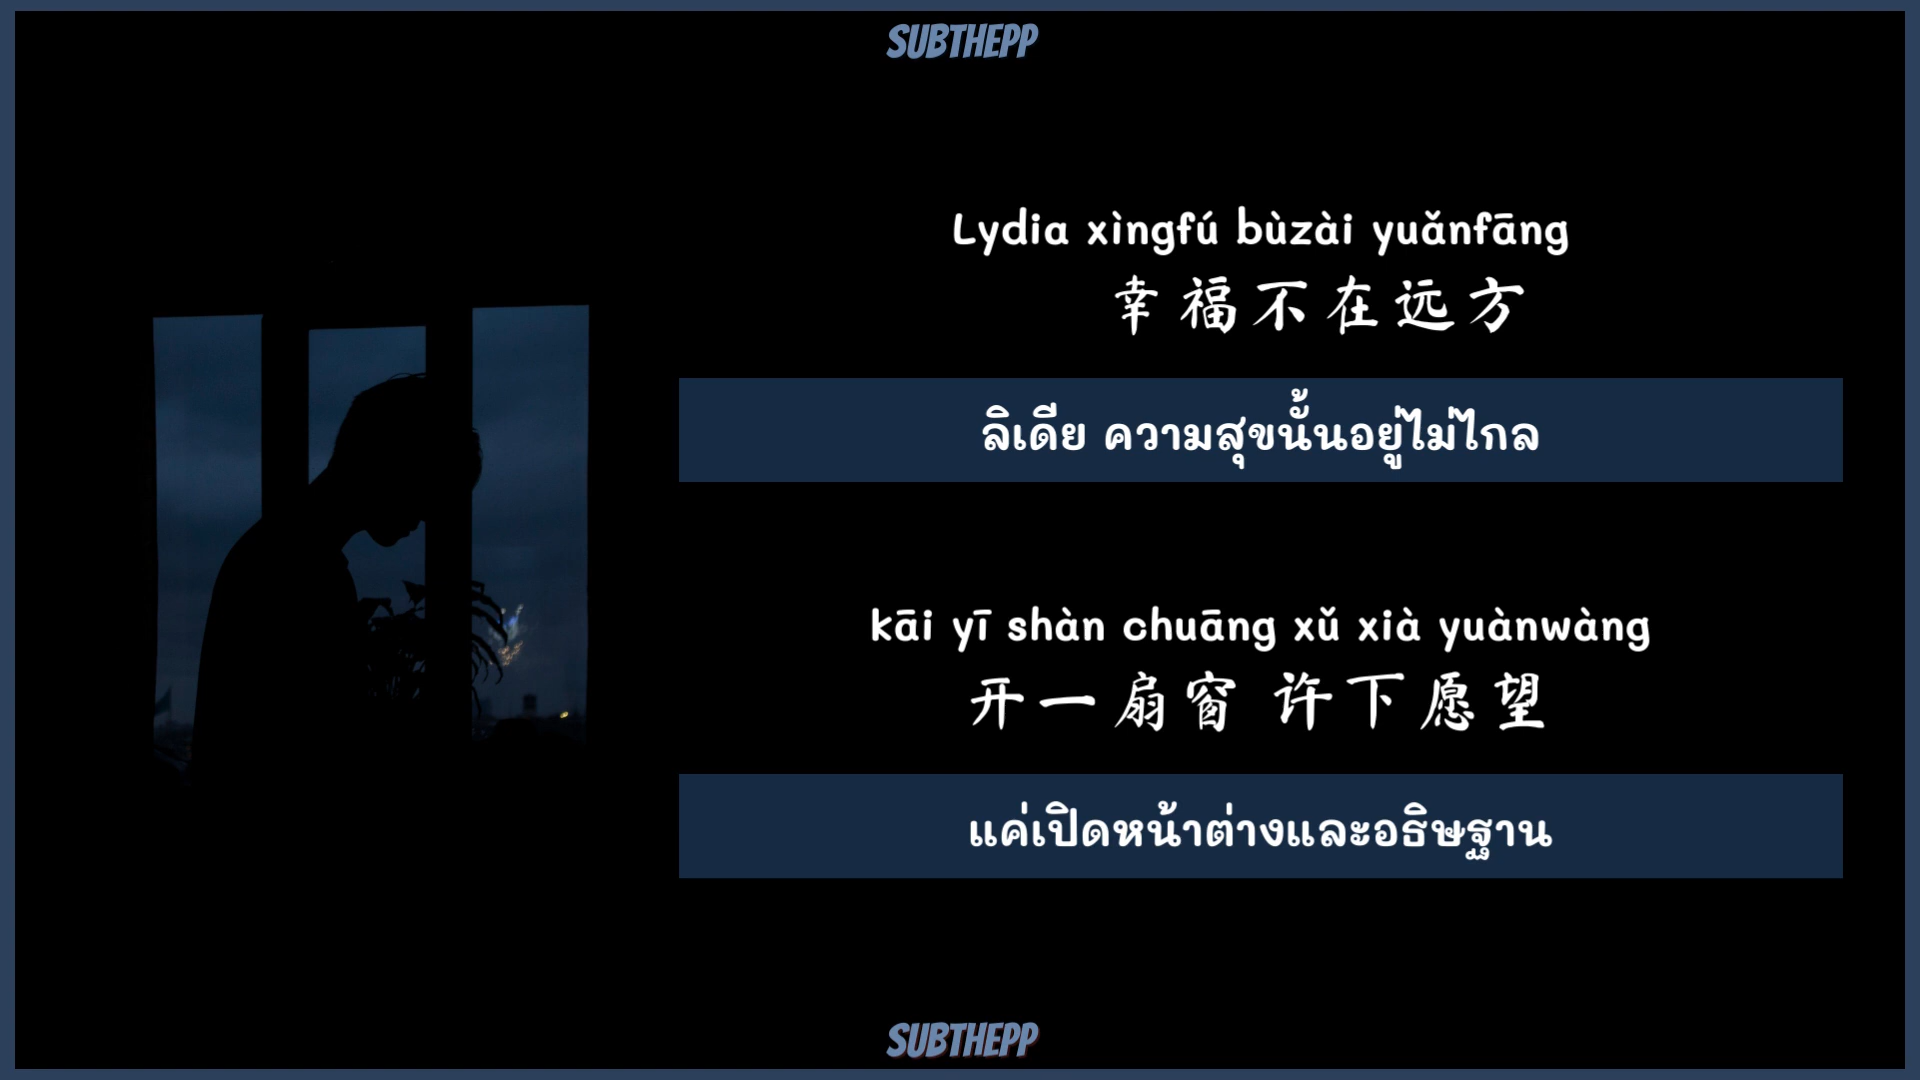 SUBTHEPP
Lydia xìngfú bùzài yuǎnfāng
幸福不在远方
ลิเดีย ความสุขนั้นอยู่ไม่ไกล
kāi yī shàn chuāng xǔ xià yuànwàng
开一扇窗 许下愿望
แค่เปิดหน้าต่างและอธิษฐาน
SUBTHEPP